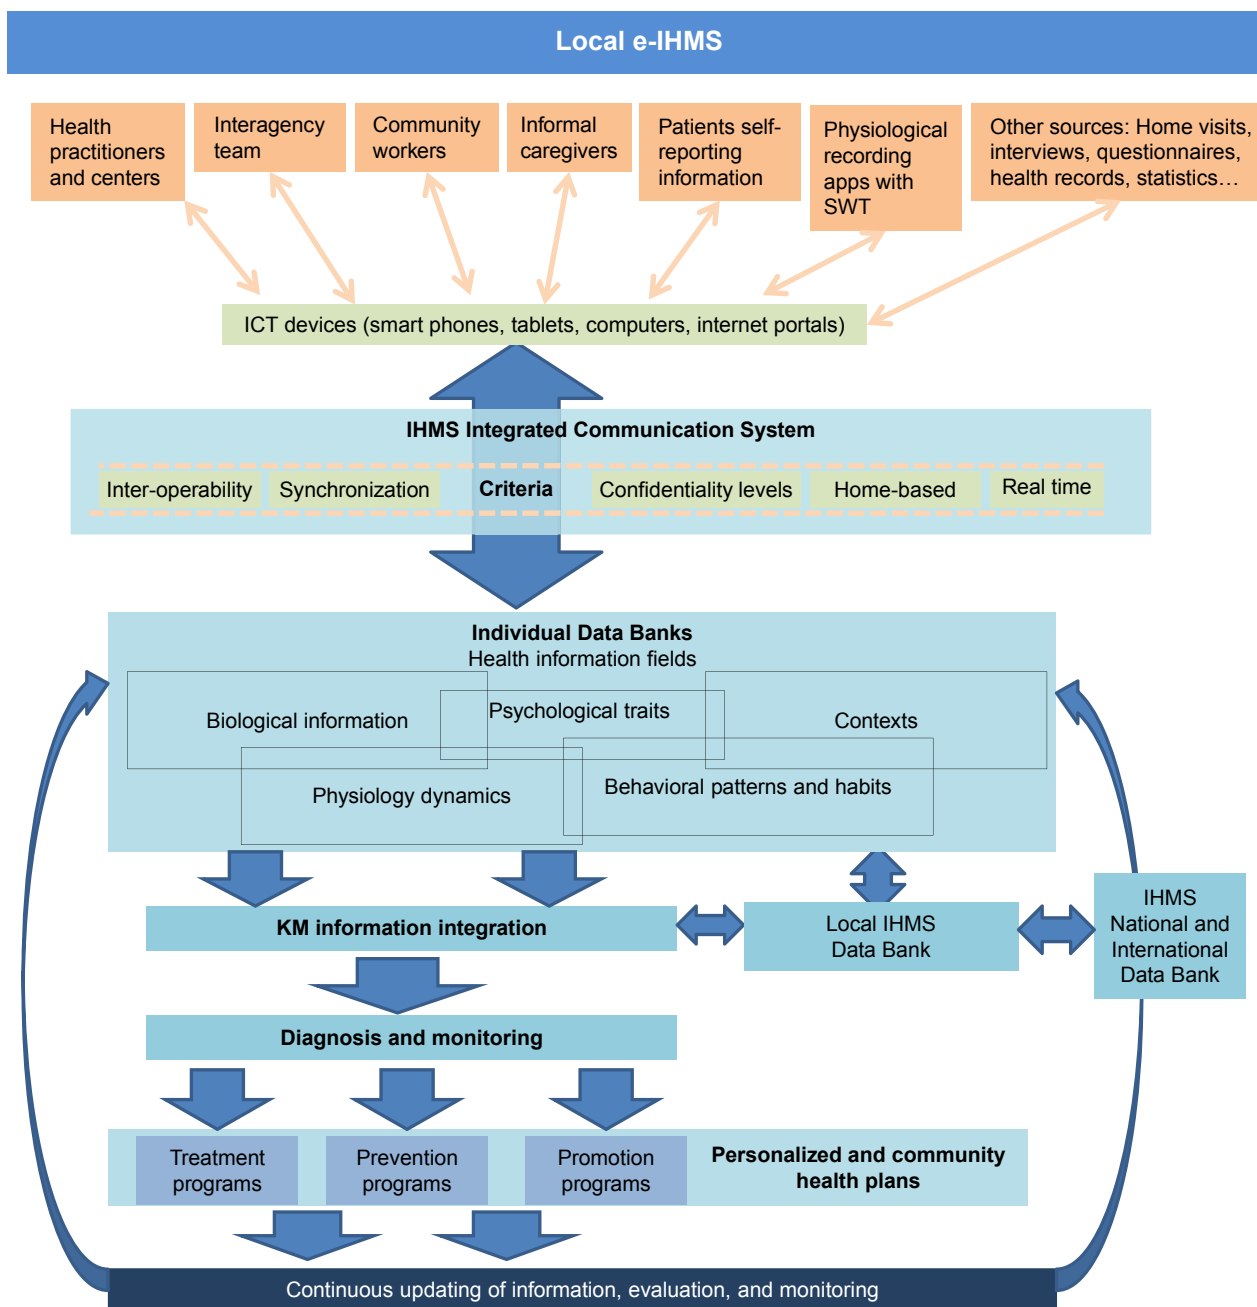 Local e-IHMS
Health
practitioners
and centers
Interagency
team
Community
workers
Informal
caregivers
Patients self-
reporting
information
Physiological
recording
apps with
SWT
Other sources: Home visits,
interviews, questionnaires,
health records, statistics…
ICT devices (smart phones, tablets, computers, internet portals)
IHMS Integrated Communication System
Inter-operability
Synchronization
Criteria
Confidentiality levels
Home-based
Real time
Individual Data Banks
Health information fields
Biological information
Psychological traits
Contexts
Physiology dynamics
Behavioral patterns and habits
KM information integration
Local IHMS
Data Bank
IHMS
National and
International
Data Bank
Diagnosis and monitoring
Treatment
programs
Prevention
programs
Promotion
programs
Personalized and community
health plans
Continuous updating of information, evaluation, and monitoring